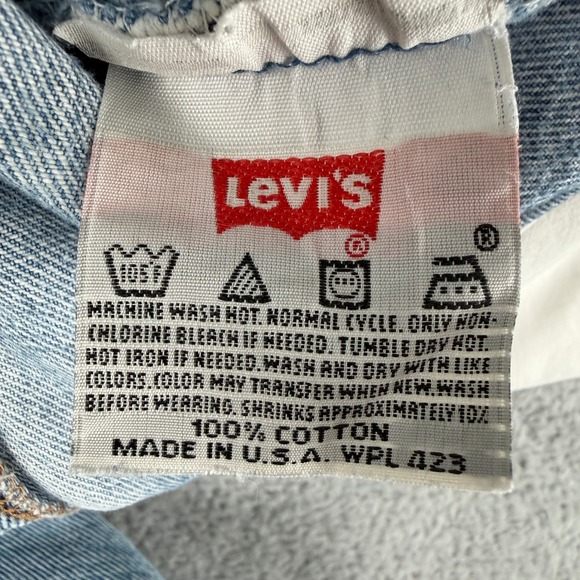 LEVI'S
®
®
105°F
MACHINE WASH HOT NORMAL CYCLE. ONLY NON-
CHLORINE BLEACH IF NEEDED. TUMBLE DRY HOT.
HOT IRON IF NEEDED. WASH AND DRY WITH LIKE
COLORS. COLOR MAY TRANSFER WHEN NEW. WASH
BEFORE WEARING. SHRINKS APPROXIMATELY 10%
100% COTTON
MADE IN U.S.A. WPL 423